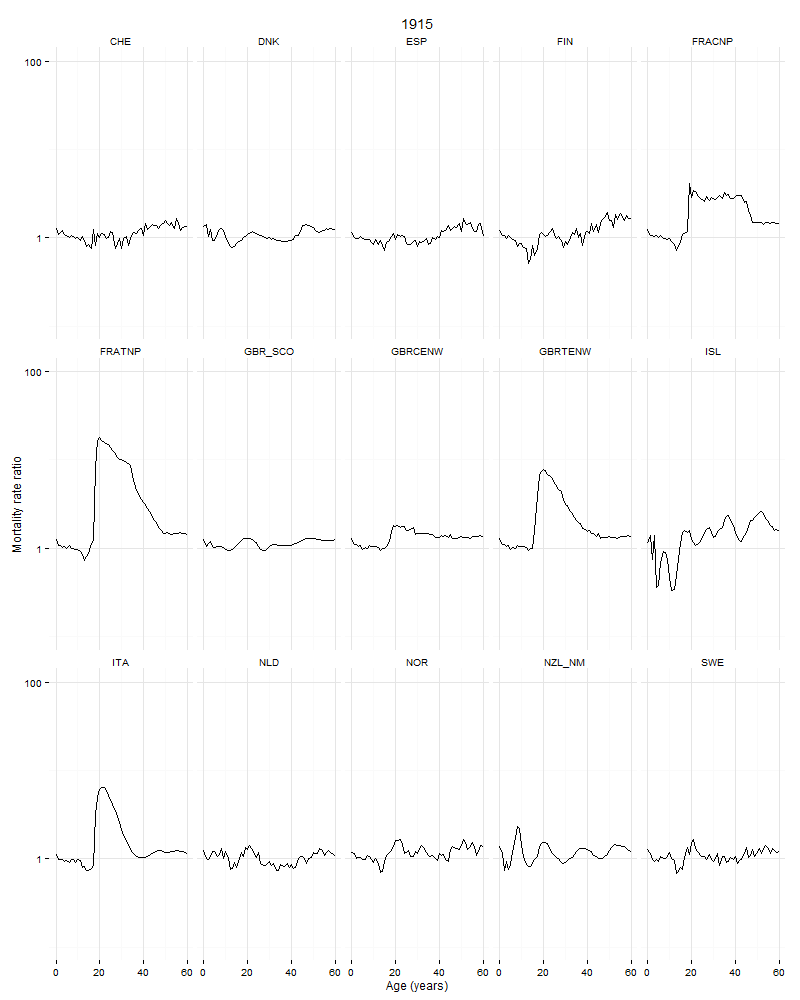 1915
CHE DNK ESP FIN FRACNP
100
1
FRATNP GBR_SCO GBRCENW GBRTENW ISL
100
1
Mortality rate ratio
ITA NLD NOR NZL_NM SWE
100
1
0 20 40 60 0 20 40 60 0 20 40 60 0 20 40 60 0 20 40 60
Age (years)